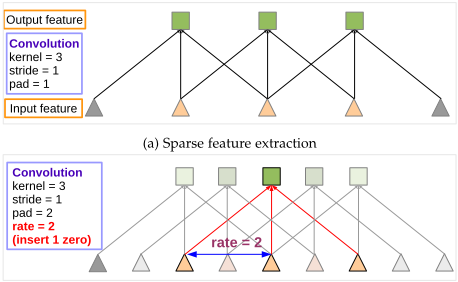 Output feature
Convolution
kernel = 3
stride = 1
pad = 1
Input feature
(a) Sparse feature extraction
Convolution
kernel = 3
stride = 1
pad = 2
rate = 2
(insert 1 zero)
rate = 2